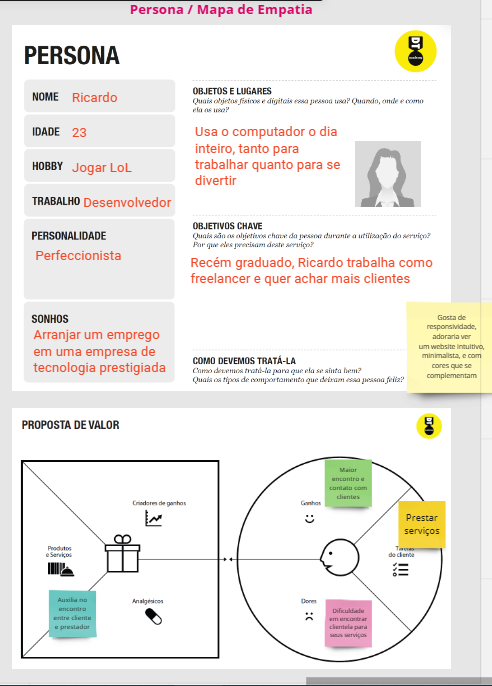 Persona / Mapa de Empatia
PERSONA
NOME Ricardo
IDADE 23
HOBBY Jogar LoL
TRABALHO Desenvolvedor
PERSONALIDADE
Perfeccionista
SONHOS
Arranjar um emprego
em uma empresa de
tecnologia prestigiada
OBJETOS E LUGARES
Quais objetos físicos e digitais essa pessoa usa? Quando, onde e como
ela os usa?
Usa o computador o dia
inteiro, tanto para
trabalhar quanto para se
divertir
OBJETIVOS CHAVE
Quais são os objetivos chave da pessoa durante a utilização do serviço?
Por que eles precisam deste serviço?
Recém graduado, Ricardo trabalha como
freelancer e quer achar mais clientes
COMO DEVEMOS TRATÁ-LA
Como devemos tratá-la para que ela se sinta bem?
Quais os tipos de comportamento que deixam essa pessoa feliz?
Gosta de
responsividade,
adoraria ver
um website intuitivo,
minimalista, e com
cores que se
complementam
PROPOSTA DE VALOR
Criadores de ganhos
Produtos
e Serviços
Analgésicos
Auxilia no
encontro
entre cliente
e prestador
Maior
encontro e
contato com
clientes
Ganhos
Prestar
serviços
do cliente
Dores
Dificuldade
em encontrar
clientela para
seus serviços